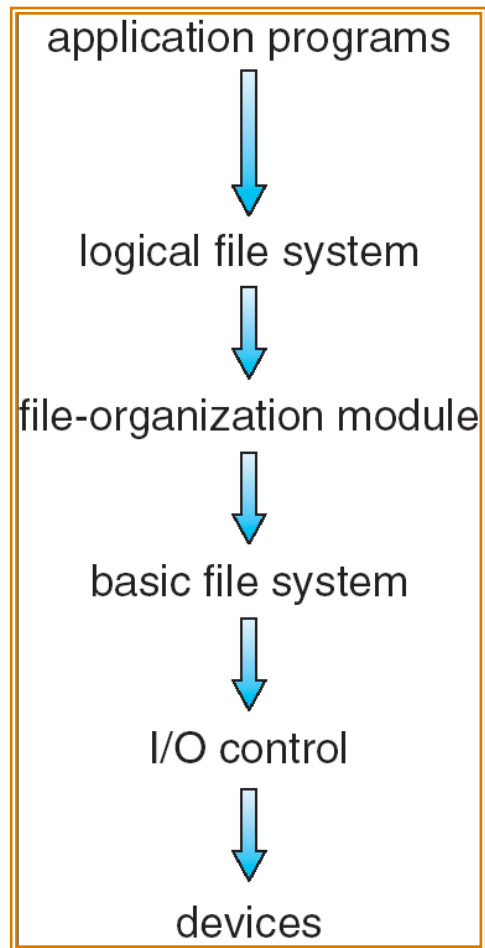 application programs
logical file system
file-organization module
basic file system
I/O control
devices